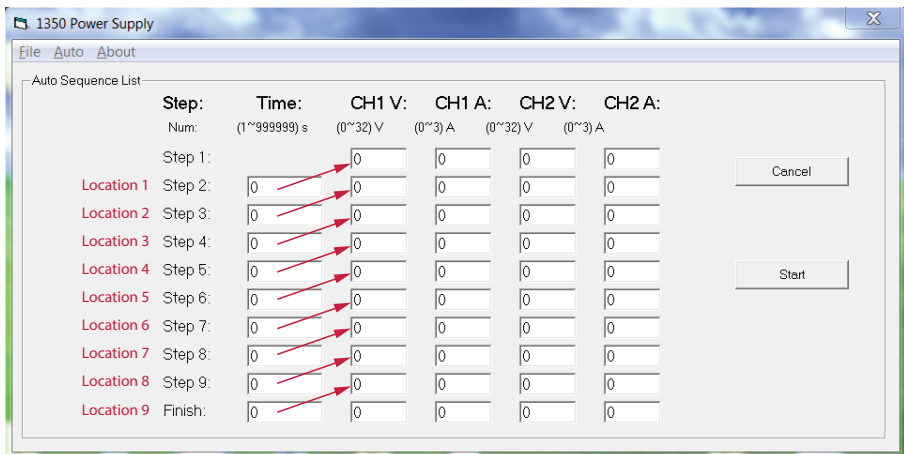 1350 Power Supply
X
File Auto About
Auto Sequence List
Step: Time: CH1 V: CH1 A: CH2 V: CH2 A:
Num: (1~999999) s (0~32) V (0~3) A (0~32) V (0~3) A
Step 1: 0 0 0 0
Cancel
Location 1 Step 2: 0 0 0 0 0
Location 2 Step 3: 0 0 0 0 0
Location 3 Step 4: 0 0 0 0 0
Location 4 Step 5: 0 0 0 0 0
Start
Location 5 Step 6: 0 0 0 0 0
Location 6 Step 7: 0 0 0 0 0
Location 7 Step 8: 0 0 0 0 0
Location 8 Step 9: 0 0 0 0 0
Location 9 Finish: 0 0 0 0 0